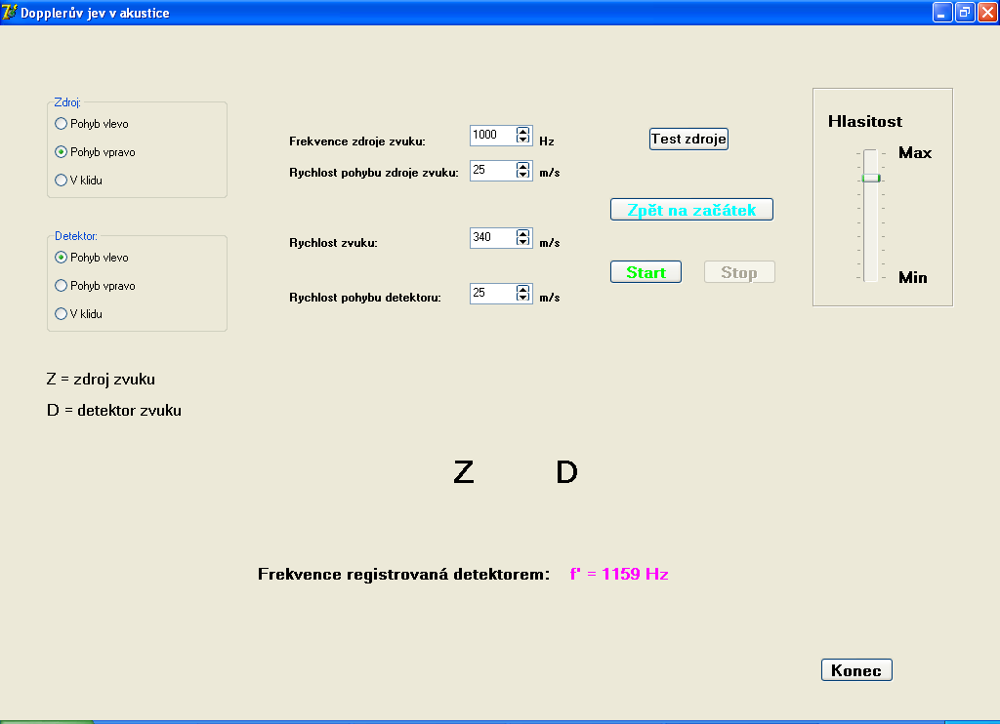 Dopplerův jev v akustice
Zdroj:
Pohyb vlevo
Pohyb vpravo
V klidu
Detektor:
Pohyb vlevo
Pohyb vpravo
V klidu
Frekvence zdroje zvuku: 1000 Hz
Rychlost pohybu zdroje zvuku: 25 m/s
Rychlost zvuku: 340 m/s
Rychlost pohybu detektoru: 25 m/s
Test zdroje
Zpět na začátek
Start Stop
Hlasitost
Max
Min
Z = zdroj zvuku
D = detektor zvuku
Z D
Frekvence registrovaná detektorem: f' = 1159 Hz
Konec